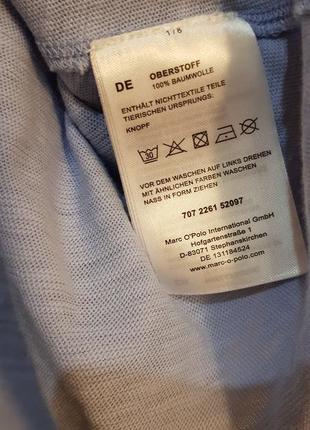 1/8
DE OBERSTOFF
100% BAUMWOLLE
ENTHÄLT NICHTTEXTILE TEILE
TIERISCHEN URSPRUNGS:
KNOPF
30
VOR DEM WASCHEN AUF LINKS DREHEN
MIT ÄHNLICHEN FARBEN WASCHEN
NASS IN FORM ZIEHEN
707 2261 52097
Marc O'Polo International GmbH
Hofgartenstraße 1
D-83071 Stephanskirchen
DE 131184524
www.marc-o-polo.com